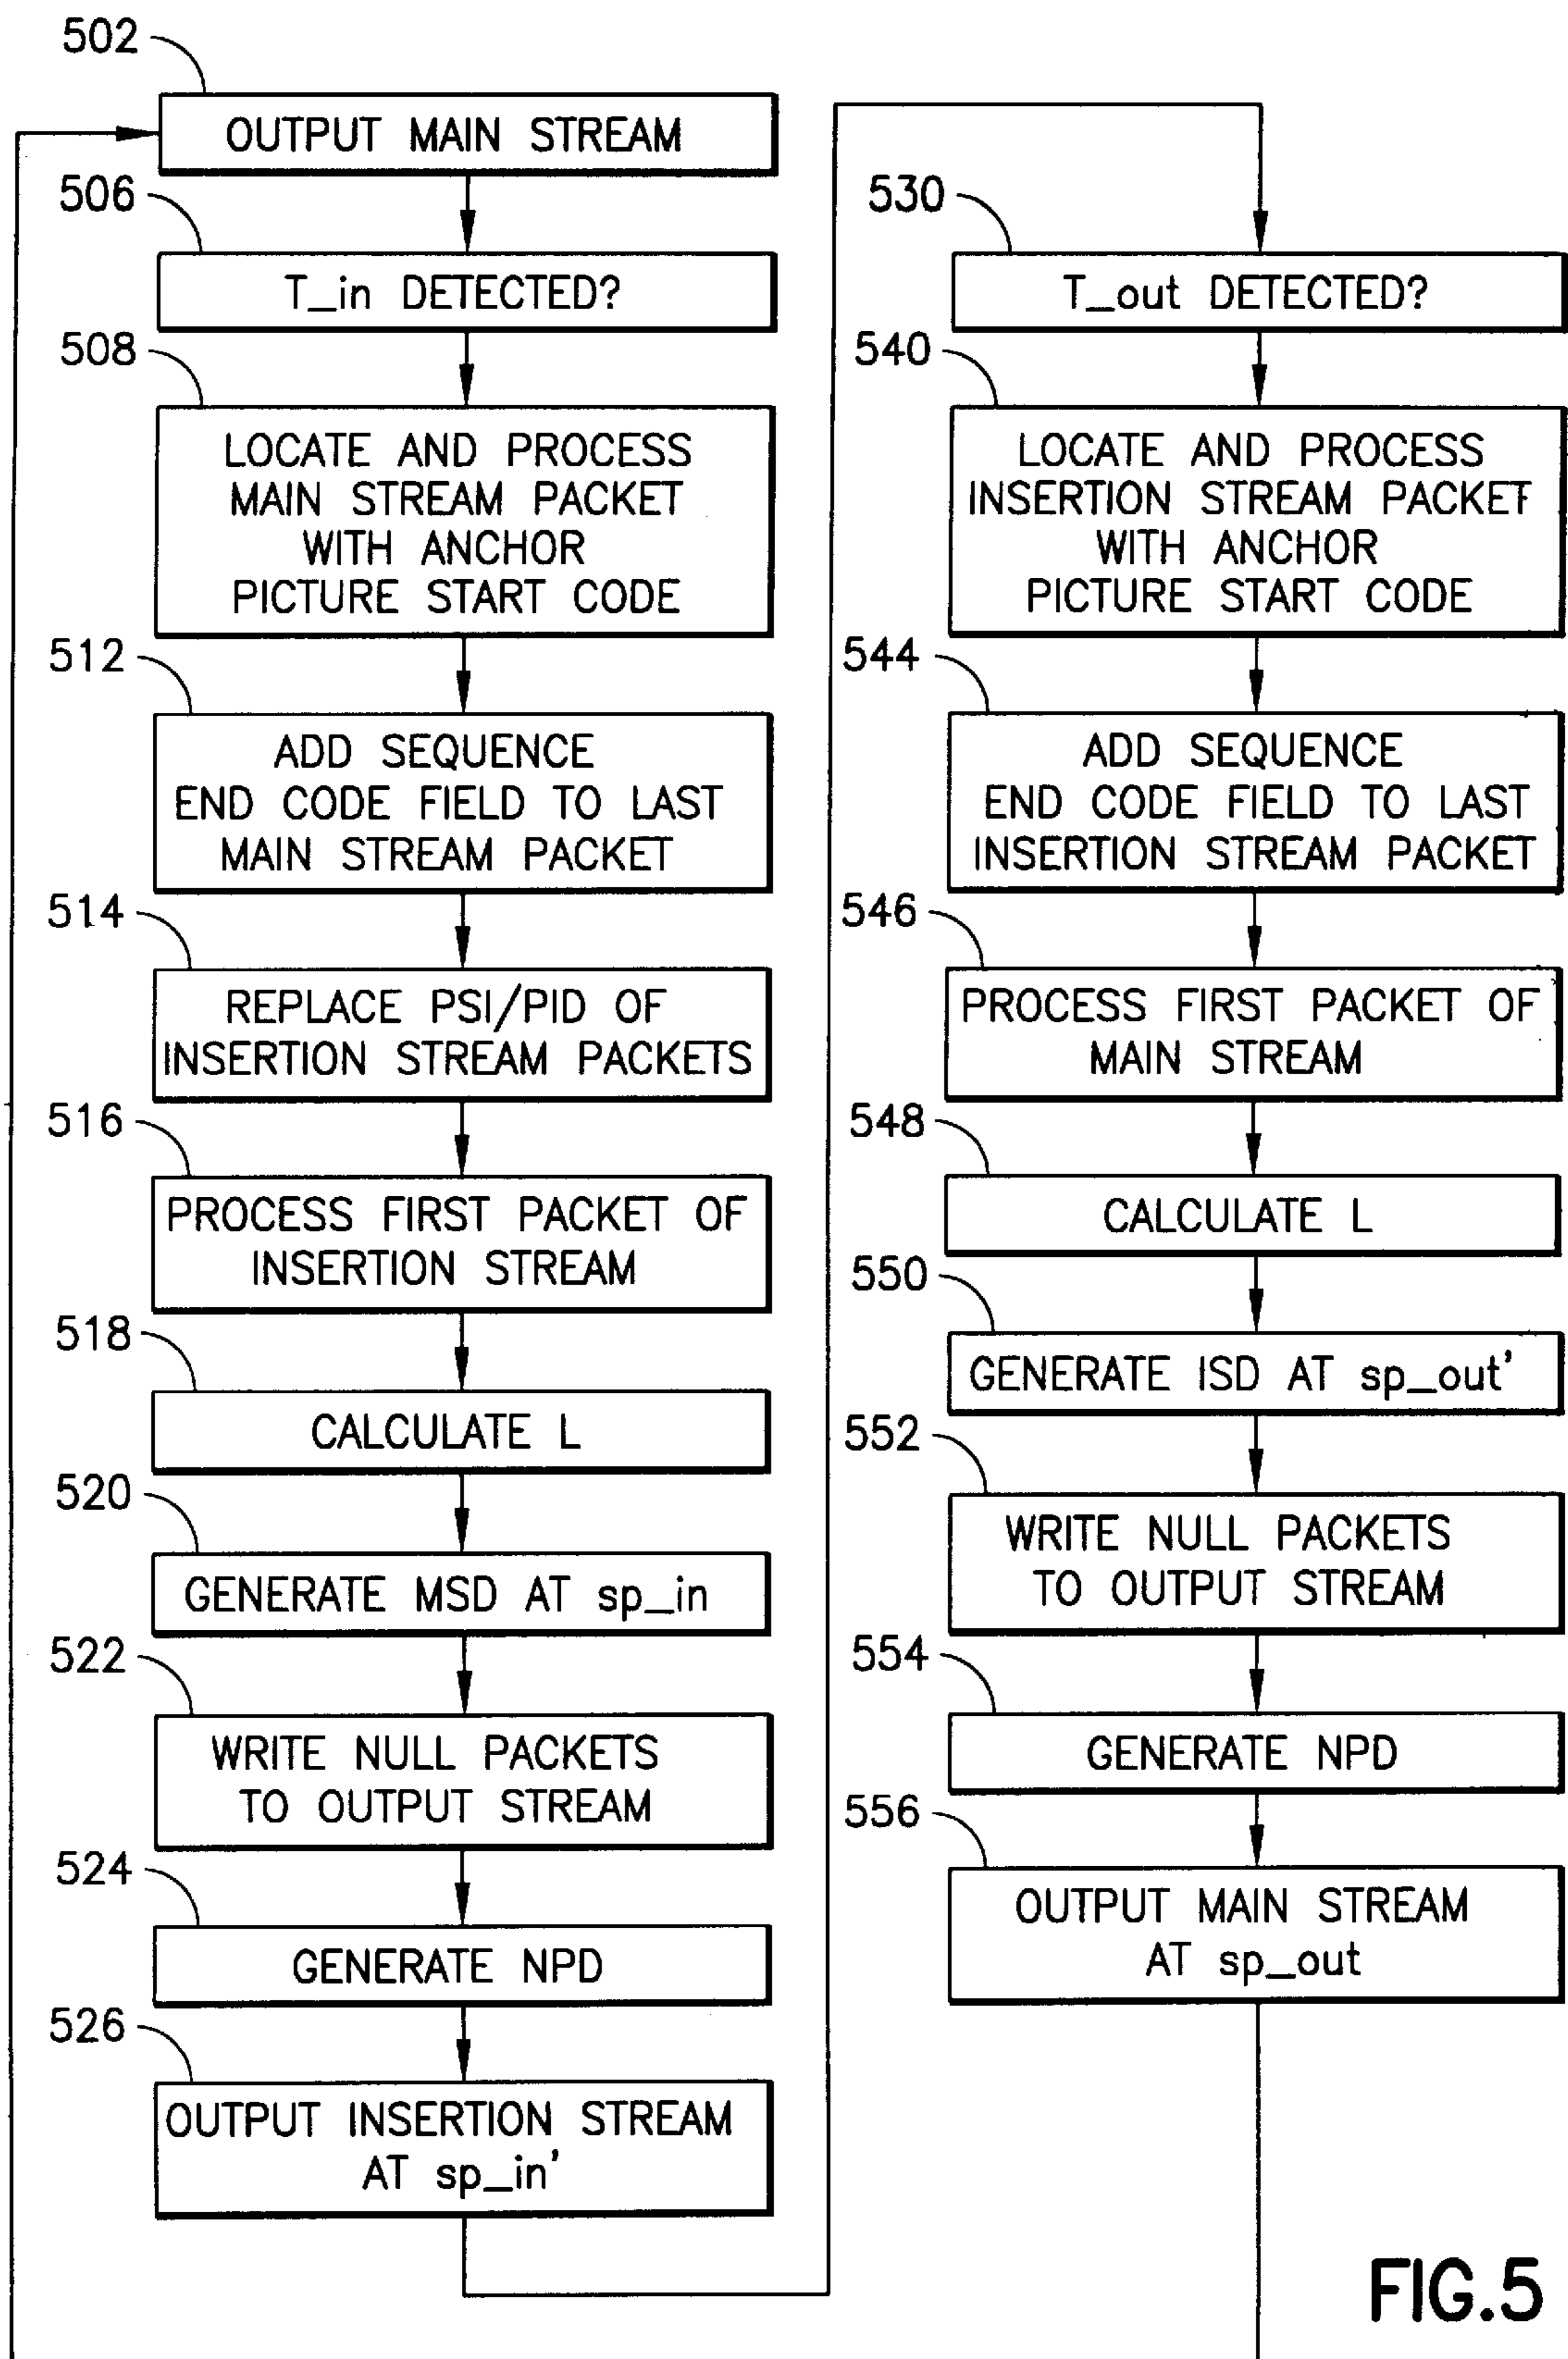 502
OUTPUT MAIN STREAM
506
T_in DETECTED?
508
LOCATE AND PROCESS
MAIN STREAM PACKET
WITH ANCHOR
PICTURE START CODE
512
ADD SEQUENCE
END CODE FIELD TO LAST
MAIN STREAM PACKET
514
REPLACE PSI/PID OF
INSERTION STREAM PACKETS
516
PROCESS FIRST PACKET OF
INSERTION STREAM
518
CALCULATE L
520
GENERATE MSD AT sp_in
522
WRITE NULL PACKETS
TO OUTPUT STREAM
524
GENERATE NPD
526
OUTPUT INSERTION STREAM
AT sp_in'
530
T_out DETECTED?
540
LOCATE AND PROCESS
INSERTION STREAM PACKET
WITH ANCHOR
PICTURE START CODE
544
ADD SEQUENCE
END CODE FIELD TO LAST
INSERTION STREAM PACKET
546
PROCESS FIRST PACKET OF
MAIN STREAM
548
CALCULATE L
550
GENERATE ISD AT sp_out'
552
WRITE NULL PACKETS
TO OUTPUT STREAM
554
GENERATE NPD
556
OUTPUT MAIN STREAM
AT sp_out
FIG.5